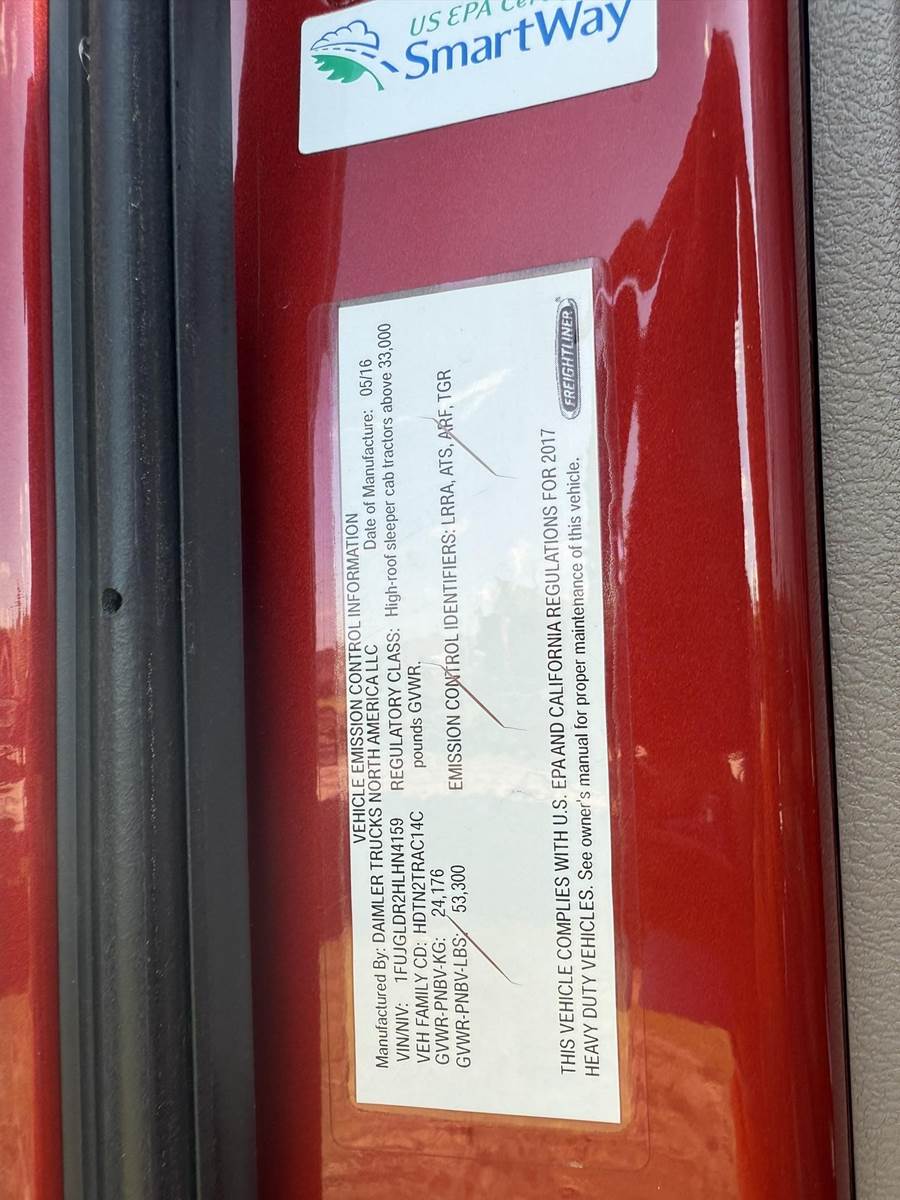 US EPA
SmartWay
VEHICLE EMISSION CONTROL INFORMATION
Manufactured By: DAIMLER TRUCKS NORTH AMERICA LLC Date of Manufacture: 05/16
VIN/NIV: 1FUJGLDR2HLHN4159 REGULATORY CLASS: High-roof sleeper cab tractors above 33,000
VEH FAMILY CD: HDTN2TRAC14C pounds GVWR.
GVWR-PNBV-KG: 24,176
GVWR-PNBV-LBS: 53,300 EMISSION CONTROL IDENTIFIERS: LRRA, ATS, ARF, TGR
THIS VEHICLE COMPLIES WITH U.S. EPA AND CALIFORNIA REGULATIONS FOR 2017
HEAVY DUTY VEHICLES. See owner's manual for proper maintenance of this vehicle.
FREIGHTLINER